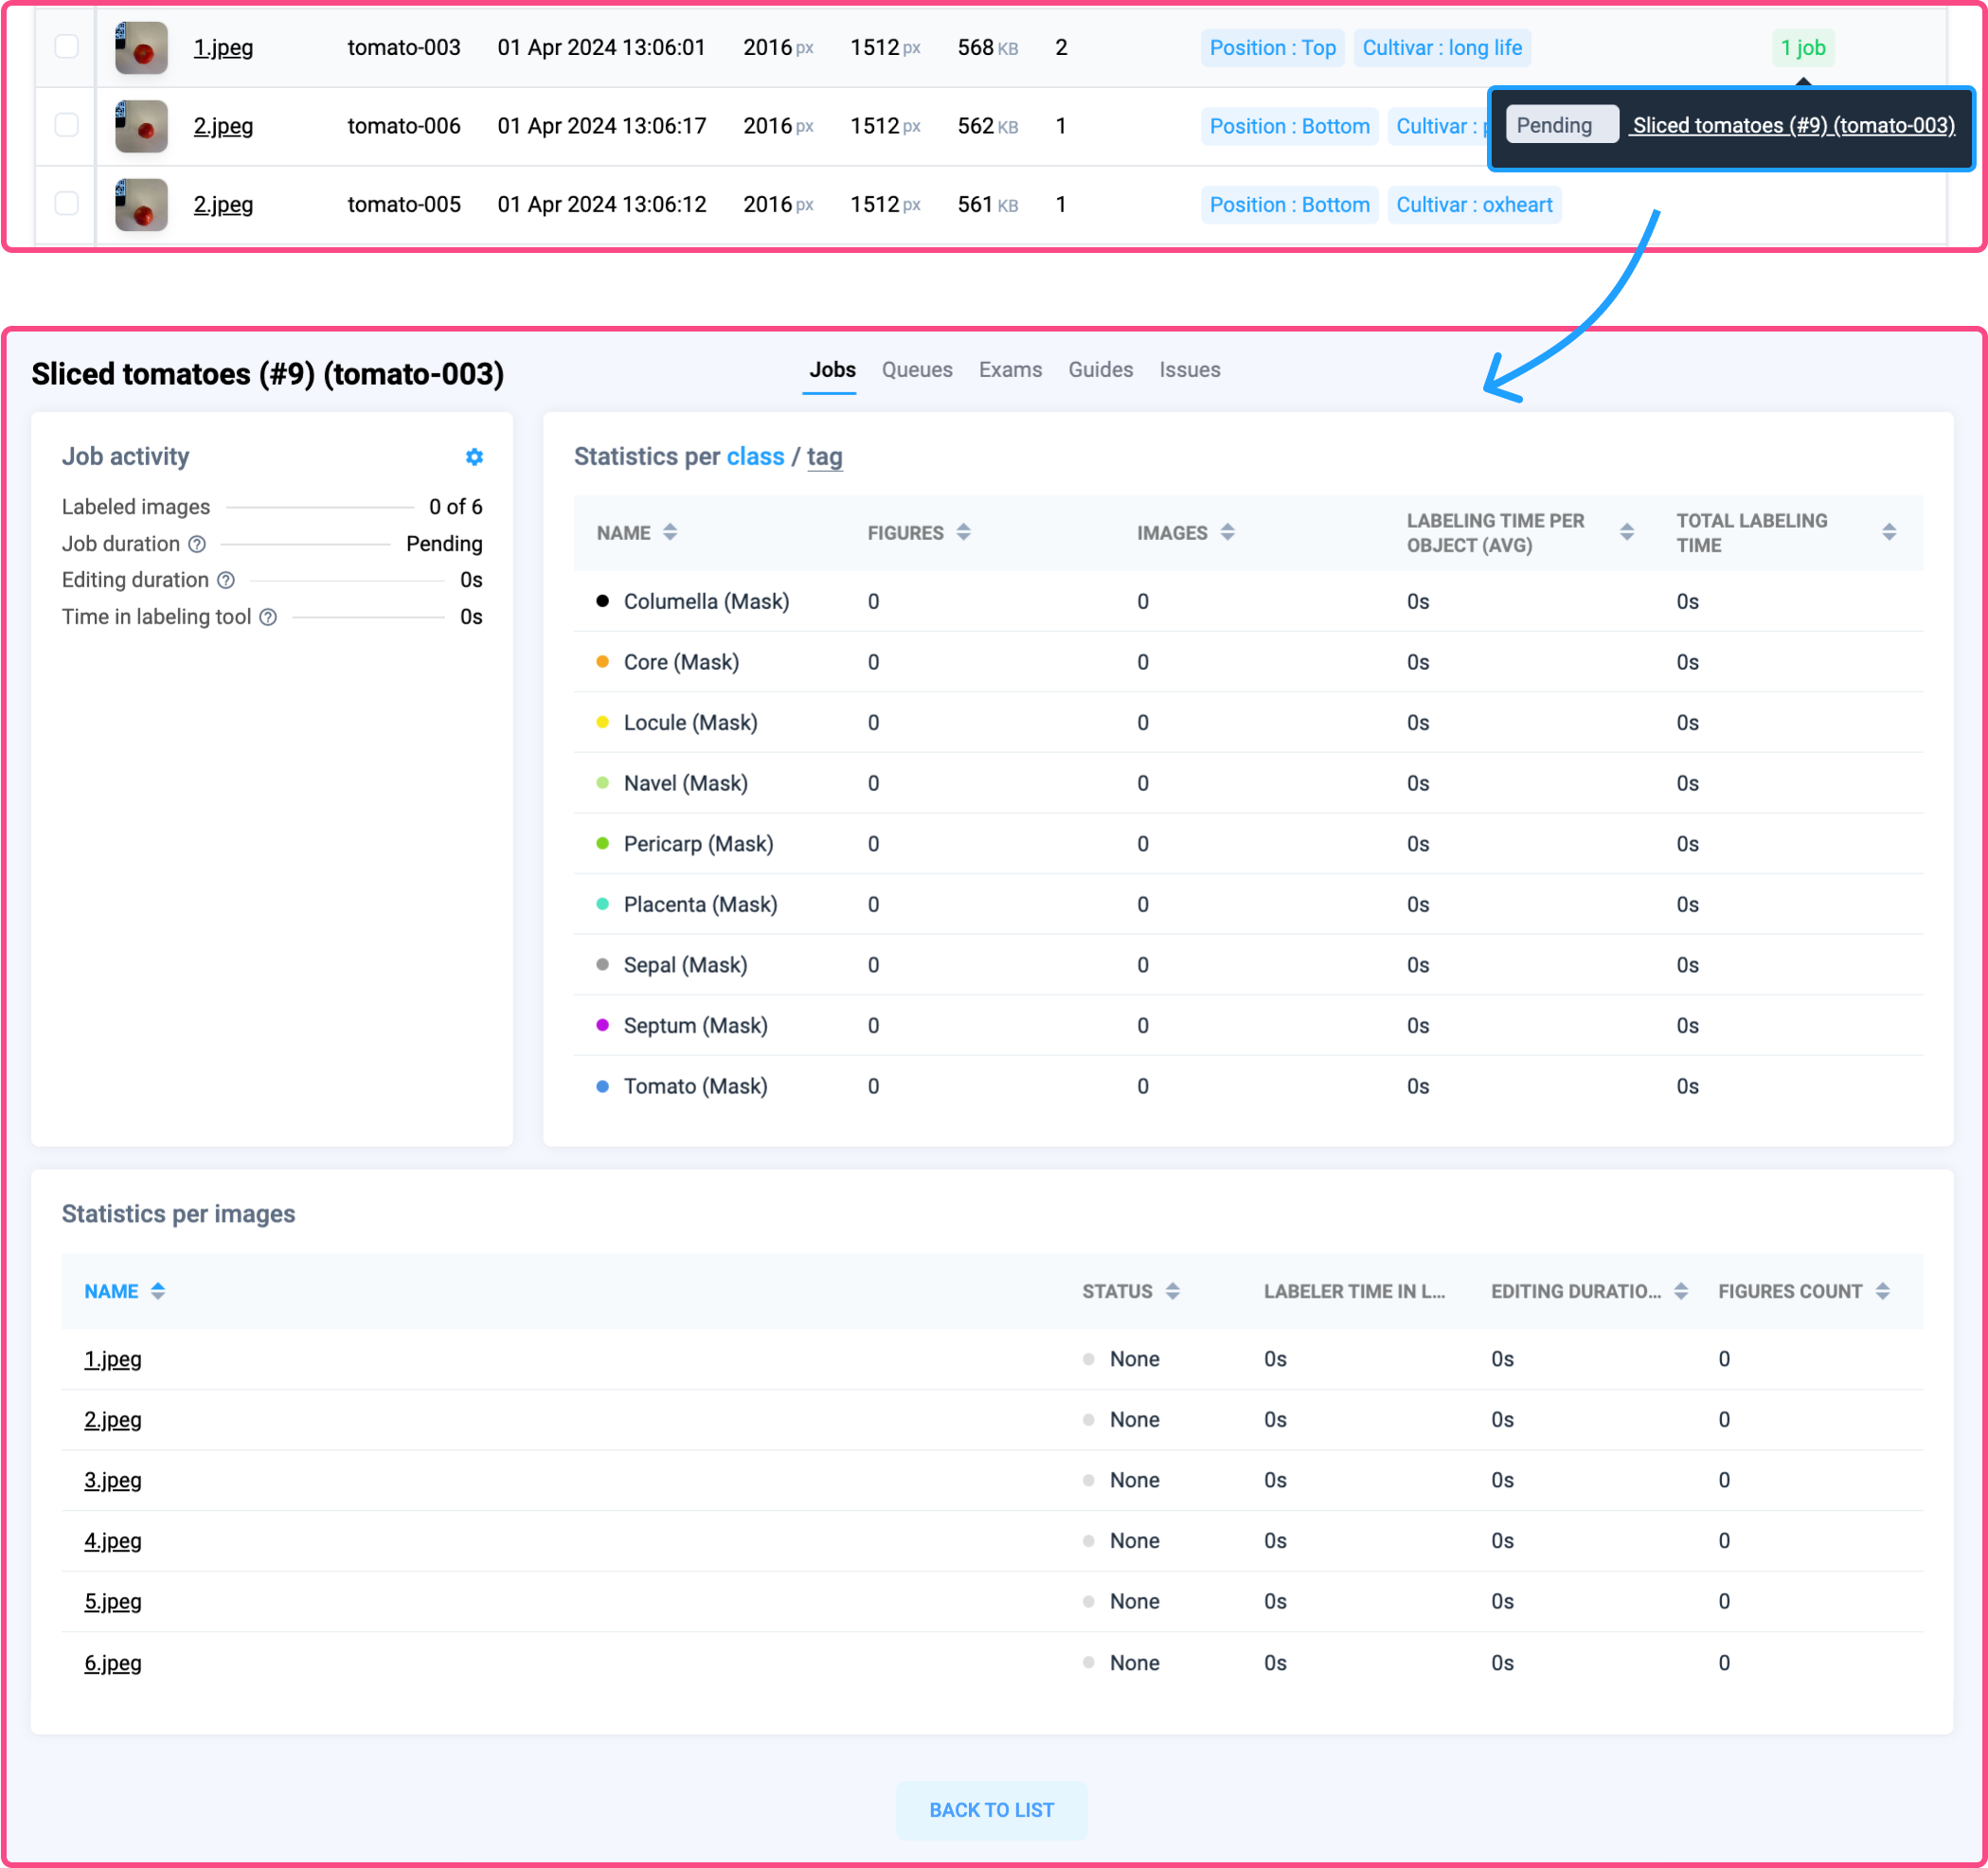 1.jpeg tomato-003 01 Apr 2024 13:06:01 2016 px 1512 px 568 KB 2 Position : Top Cultivar : long life 1 job
2.jpeg tomato-006 01 Apr 2024 13:06:17 2016 px 1512 px 562 KB 1 Position : Bottom Cultivar :
Pending Sliced tomatoes (#9) (tomato-003)
2.jpeg tomato-005 01 Apr 2024 13:06:12 2016 px 1512 px 561 KB 1 Position : Bottom Cultivar : oxheart
Sliced tomatoes (#9) (tomato-003)
Jobs Queues Exams Guides Issues
Job activity
Labeled images 0 of 6
Job duration ? Pending
Editing duration ? 0s
Time in labeling tool ? 0s
Statistics per class / tag
NAME FIGURES IMAGES LABELING TIME PER OBJECT (AVG) TOTAL LABELING TIME
Columella (Mask) 0 0 0s 0s
Core (Mask) 0 0 0s 0s
Locule (Mask) 0 0 0s 0s
Navel (Mask) 0 0 0s 0s
Pericarp (Mask) 0 0 0s 0s
Placenta (Mask) 0 0 0s 0s
Sepal (Mask) 0 0 0s 0s
Septum (Mask) 0 0 0s 0s
Tomato (Mask) 0 0 0s 0s
Statistics per images
NAME STATUS LABELER TIME IN L... EDITING DURATIO... FIGURES COUNT
1.jpeg None 0s 0s 0
2.jpeg None 0s 0s 0
3.jpeg None 0s 0s 0
4.jpeg None 0s 0s 0
5.jpeg None 0s 0s 0
6.jpeg None 0s 0s 0
BACK TO LIST